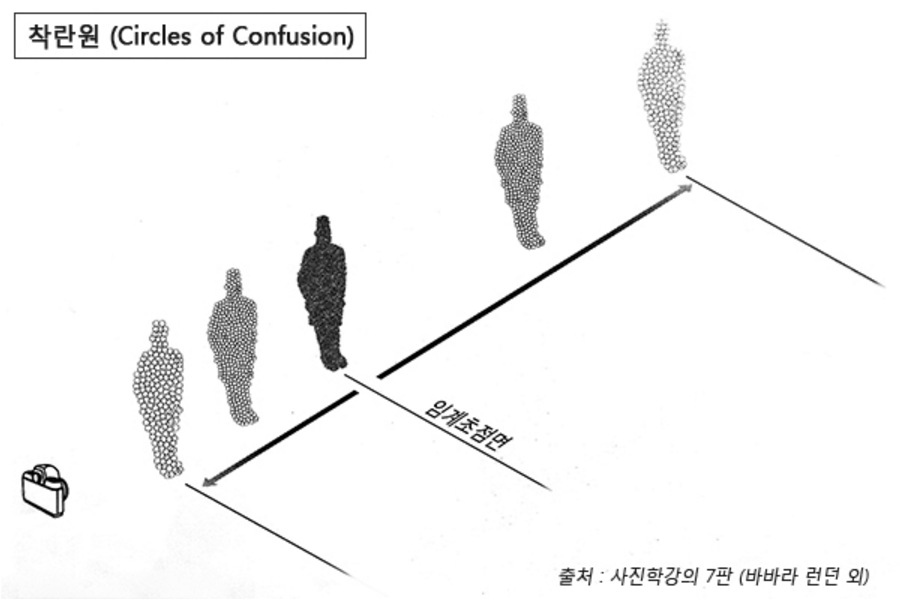 착란원 (Circles of Confusion)
임계초점면
출처 : 사진학강의 7판 (바바라 런던 외)